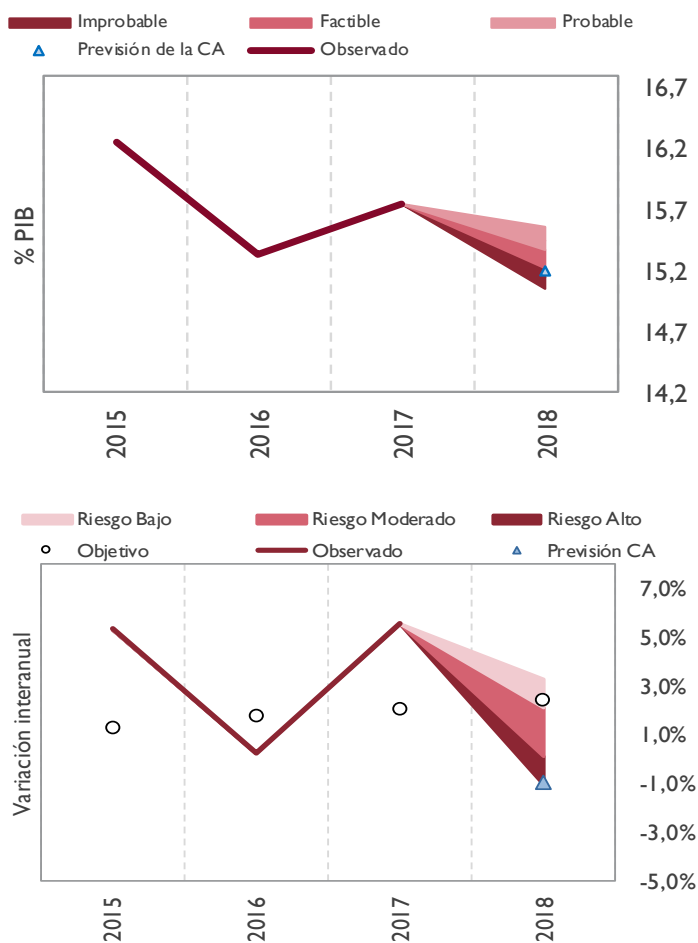 Improbable Factible Probable
Previsión de la CA Observado
16,7
16,2
15,7
15,2
14,7
14,2
% PIB
2015 2016 2017 2018
Riesgo Bajo Riesgo Moderado Riesgo Alto
Objetivo Observado Previsión CA
7,0%
5,0%
3,0%
1,0%
-1,0%
-3,0%
-5,0%
Variación interanual
2015 2016 2017 2018